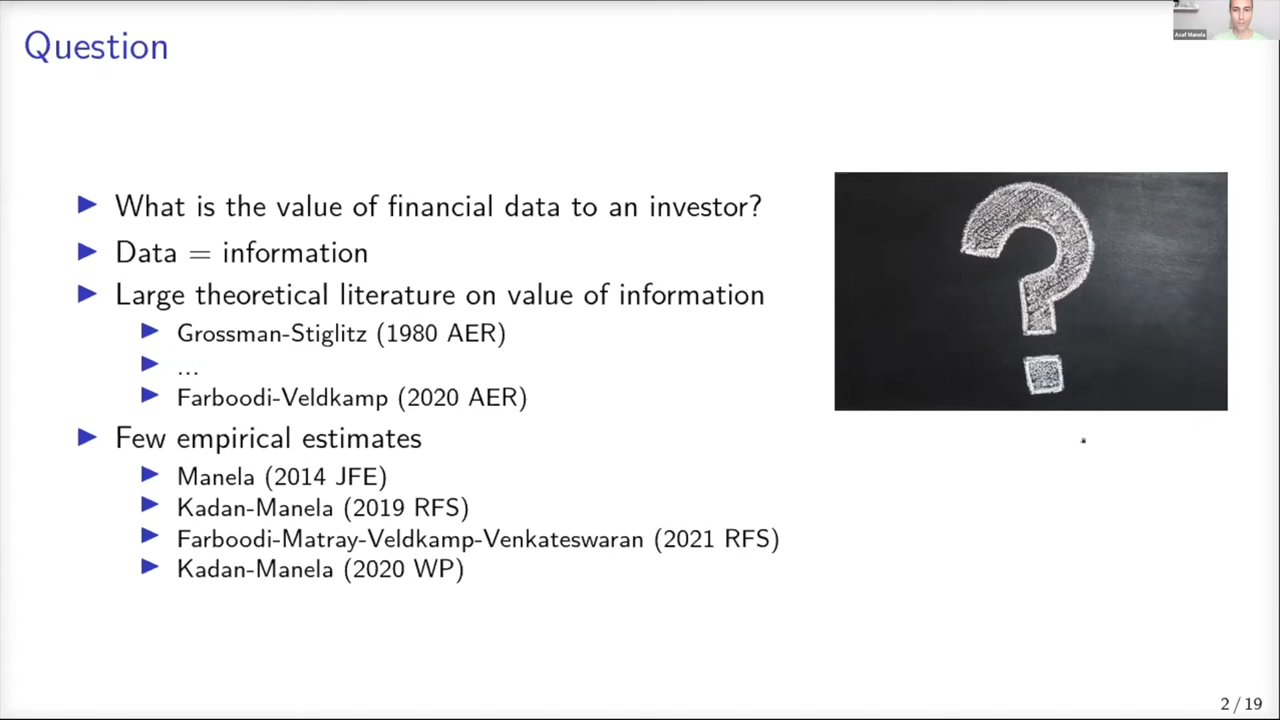 Question
Asaf Manela
What is the value of financial data to an investor?
Data = information
Large theoretical literature on value of information
Grossman-Stiglitz (1980 AER)
...
Farboodi-Veldkamp (2020 AER)
Few empirical estimates
Manela (2014 JFE)
Kadan-Manela (2019 RFS)
Farboodi-Matray-Veldkamp-Venkateswaran (2021 RFS)
Kadan-Manela (2020 WP)
?
2 / 19